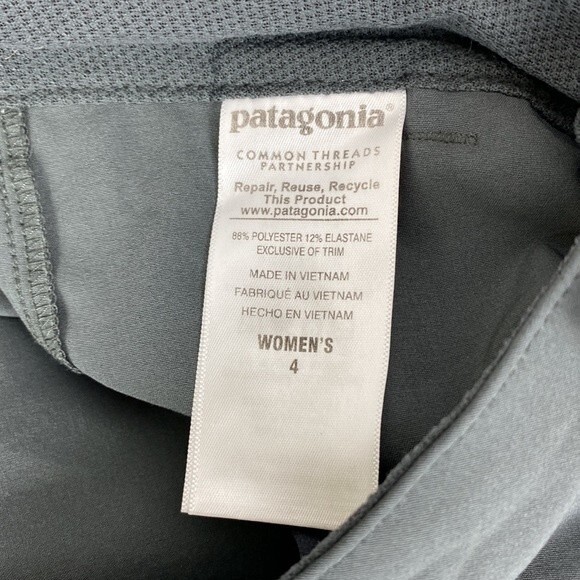 patagonia®
COMMON THREADS
PARTNERSHIP
Repair, Reuse, Recycle
This Product
www.patagonia.com
88% POLYESTER 12% ELASTANE
EXCLUSIVE OF TRIM
MADE IN VIETNAM
FABRIQUÉ AU VIETNAM
HECHO EN VIETNAM
WOMEN'S
4